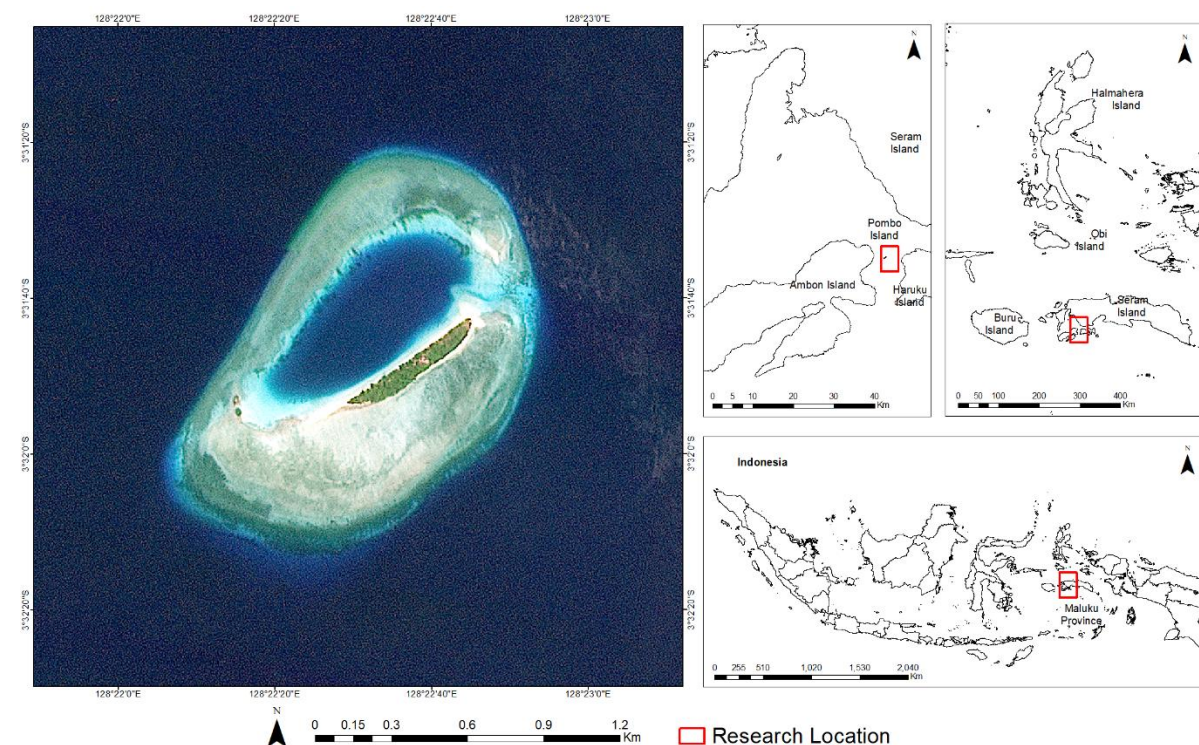 128°22'0"E 128°22'20"E 128°22'40"E 128°23'0"E
3°31'20"S 3°31'20"S
3°31'40"S 3°31'40"S
3°32'0"S 3°32'0"S
3°32'20"S 3°32'20"S
128°22'0"E 128°22'20"E 128°22'40"E 128°23'0"E
N
0 0.15 0.3 0.6 0.9 1.2
Km
N
Seram
Island
Pombo
Island
Ambon Island
Haruku
Island
0 5 10 20 30 40
Km
N
Halmahera
Island
Obi
Island
Seram
Island
Buru
Island
0 50 100 200 300 400
Km
Indonesia
N
Maluku
Province
0 255 510 1,020 1,530 2,040
Km
Research Location